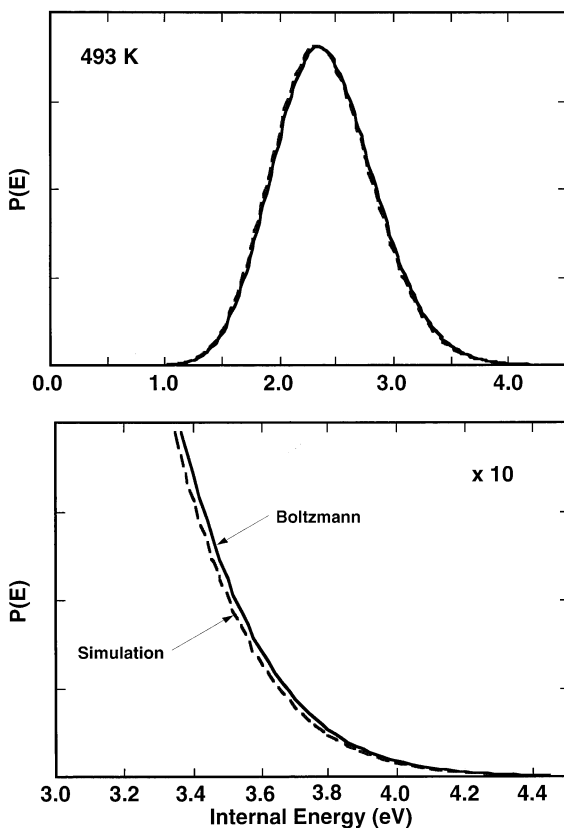 493 K
P(E)
0.0 1.0 2.0 3.0 4.0
x 10
Boltzmann
P(E)
Simulation
3.0 3.2 3.4 3.6 3.8 4.0 4.2 4.4
Internal Energy (eV)